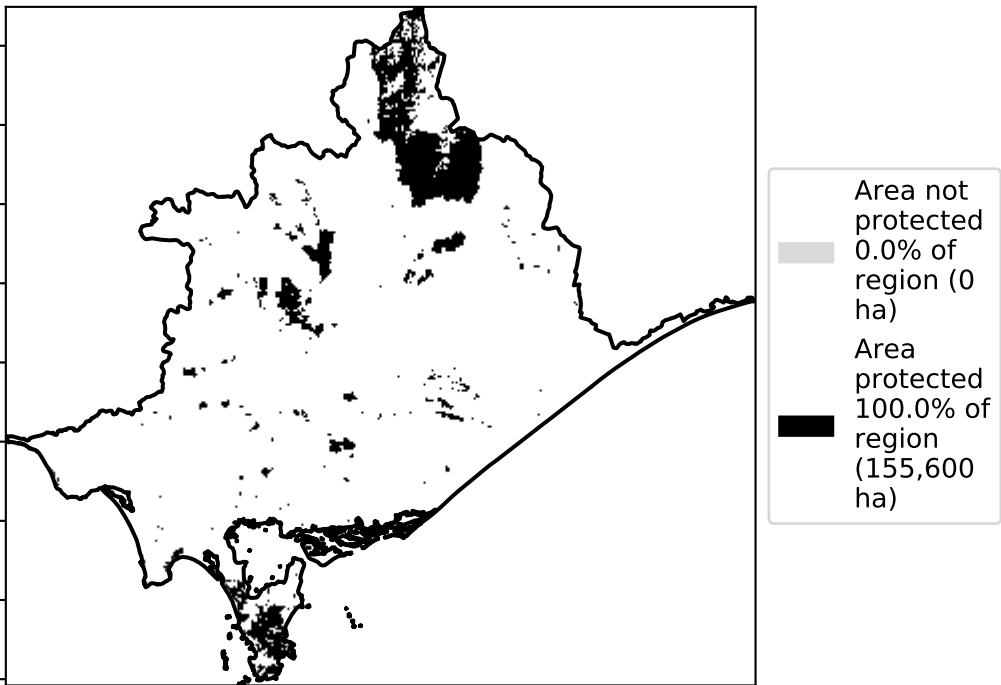 Area not
protected
0.0% of
region (0
ha)
Area
protected
100.0% of
region
(155,600
ha)